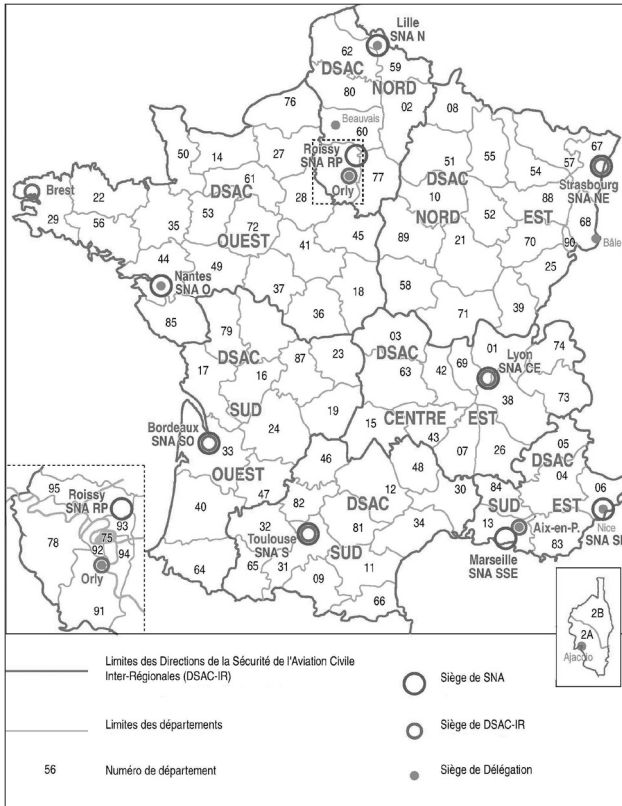 Lille
SNA N
62
DSAC
59
NORD
80
76
02
08
Beauvais
60
67
50
14
27
Roissy
SNA RP
57
55
51
54
61
77
DSAC
Strasbourg
SNA NE
Brest
22
DSAC
Orly
28
10
88
53
NORD
52
EST
68
29
56
35
72
OUEST
45
41
89
21
70
90
Bâle
44
49
25
Nantes
SNA O
37
18
58
36
39
85
71
79
03
DSAC
01
74
DSAC
23
87
Lyon
SNA CE
17
16
63
42
69
73
38
SUD
19
CENTRE
EST
Bordeaux
SNA SO
24
15
43
05
33
07
26
DSAC
46
48
04
OUEST
95
Roissy
SNA RP
47
12
30
84
06
82
DSAC
SUD
EST
93
40
Nice
SNA SE
75
32
81
34
13
Aix-en-P.
78
92
94
Toulouse
SNA S
SUD
83
Orly
65
31
11
Marseille
SNA SSE
64
09
91
66
2B
2A
Ajaccio
Limites des Directions de la Sécurité de l'Aviation Civile
Inter-Régionales (DSAC-IR)
Siège de SNA
Limites des départements
Siège de DSAC-IR
56
Numéro de département
Siège de Délégation